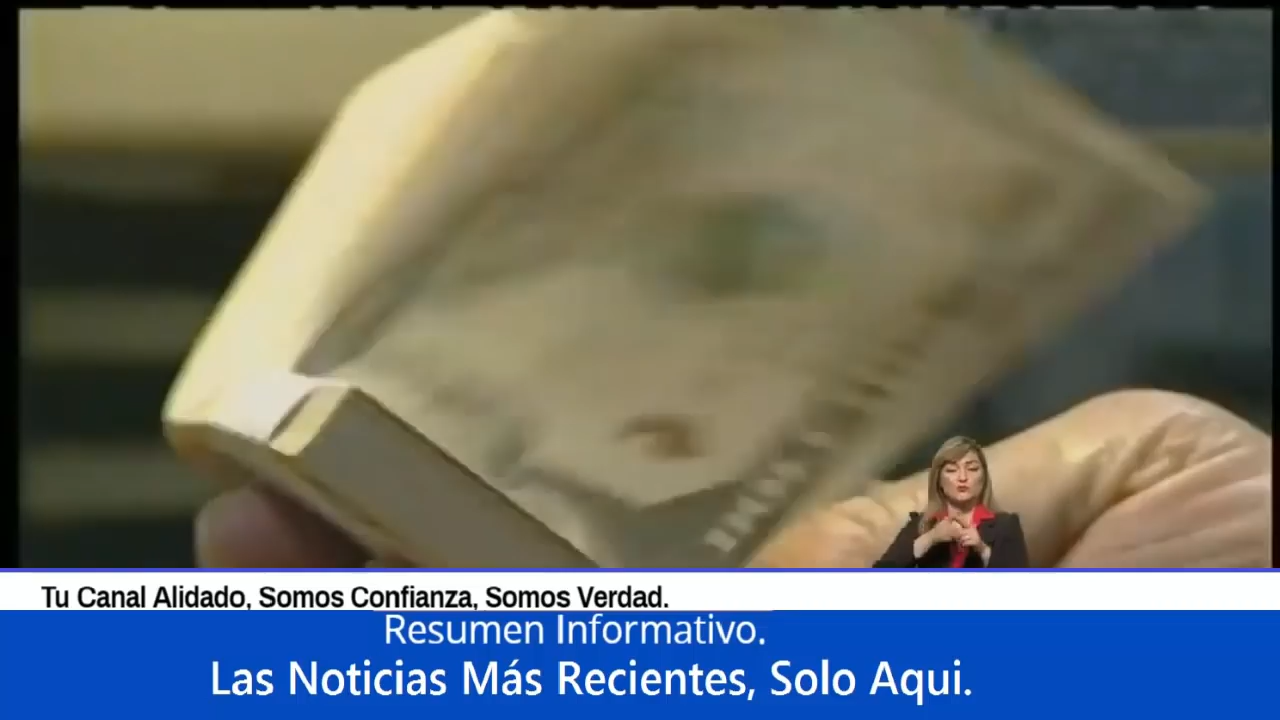 Tu Canal Alidado, Somos Confianza, Somos Verdad.
Resumen Informativo.
Las Noticias Más Recientes, Solo Aqui.